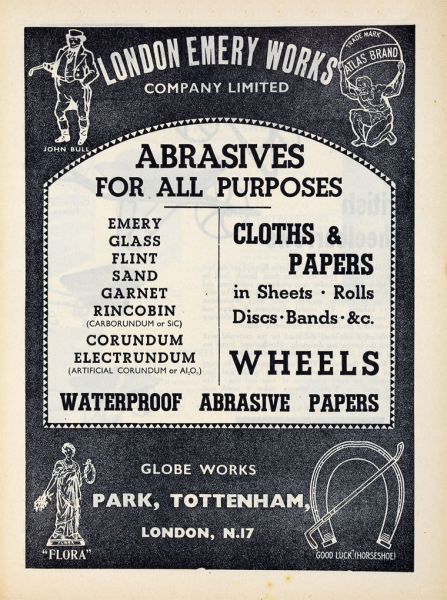 LONDON EMERY WORKS
COMPANY LIMITED
JOHN BULL
TRADE MARK
ATLAS BRAND
ABRASIVES
FOR ALL PURPOSES
EMERY
GLASS
FLINT
SAND
GARNET
RINCOBIN
(CARBORUNDUM or SiC)
CORUNDUM
ELECTRUNDUM
(ARTIFICIAL CORUNDUM or Al₂O₃)
CLOTHS &
PAPERS
in Sheets · Rolls
Discs · Bands · &c.
WHEELS
WATERPROOF ABRASIVE PAPERS
GLOBE WORKS
PARK, TOTTENHAM,
LONDON, N.17
FLORA
"FLORA"
"GOOD LUCK" (HORSESHOE)